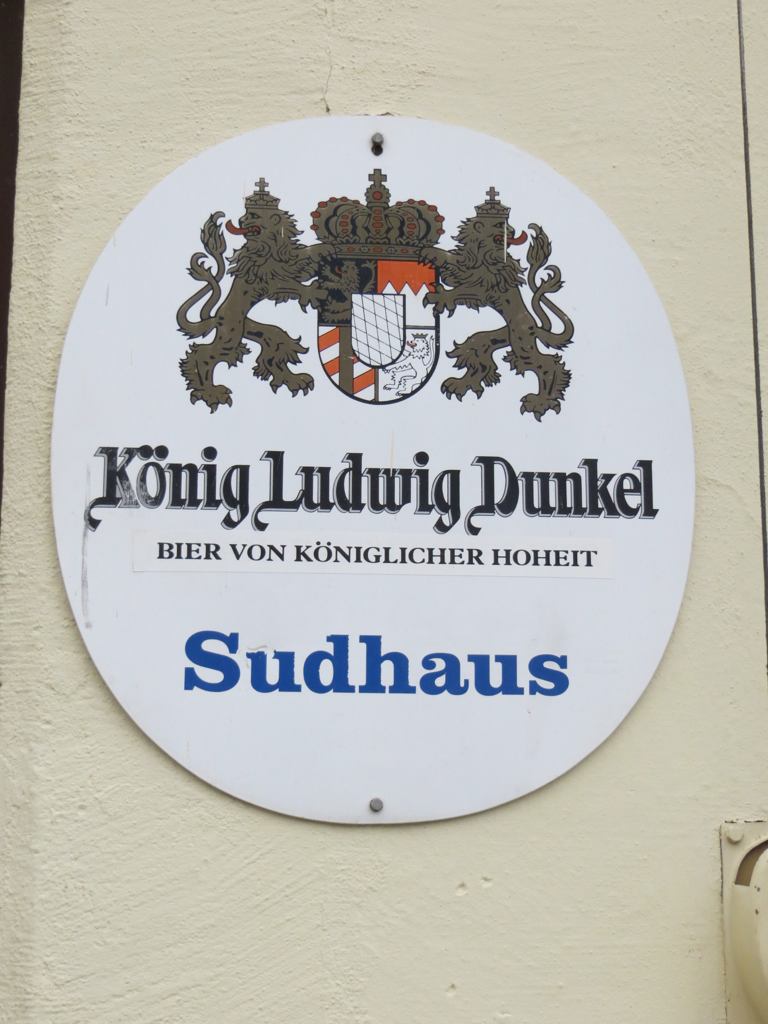 König Ludwig Dunkel
BIER VON KÖNIGLICHER HOHEIT
Sudhaus